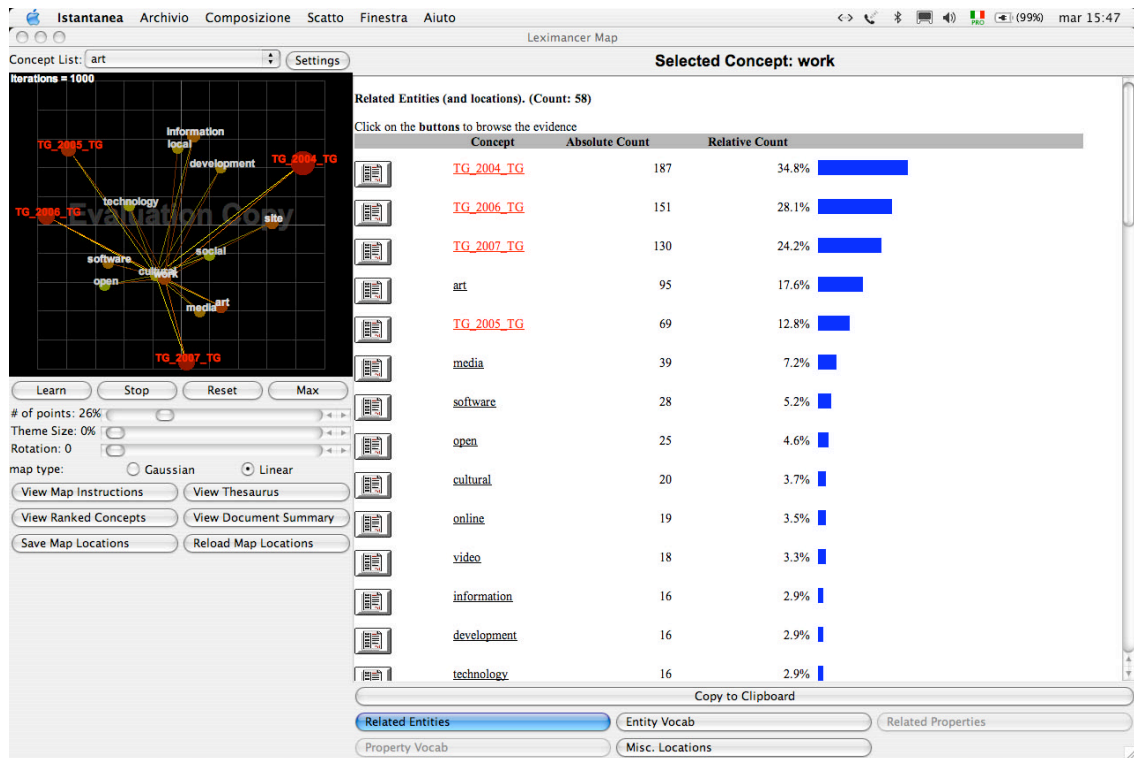 Istantanea Archivio Composizione Scatto Finestra Aiuto (99%) mar 15:47
PRO
Leximancer Map
Concept List: art Settings
Selected Concept: work
Iterations = 1000
information
local
TG_2005_TG
development
TG_2004_TG
technology
TG_2006_TG
Evaluation Copy
site
social
software
cultural
work
open
media
art
TG_2007_TG
Learn Stop Reset Max
# of points: 26%
Theme Size: 0%
Rotation: 0
map type: Gaussian Linear
View Map Instructions View Thesaurus
View Ranked Concepts View Document Summary
Save Map Locations Reload Map Locations
Related Entities (and locations). (Count: 58)
Click on the buttons to browse the evidence
Concept Absolute Count Relative Count
TG_2004_TG 187 34.8%
TG_2006_TG 151 28.1%
TG_2007_TG 130 24.2%
art 95 17.6%
TG_2005_TG 69 12.8%
media 39 7.2%
software 28 5.2%
open 25 4.6%
cultural 20 3.7%
online 19 3.5%
video 18 3.3%
information 16 2.9%
development 16 2.9%
technology 16 2.9%
Copy to Clipboard
Related Entities Entity Vocab Related Properties
Property Vocab Misc. Locations